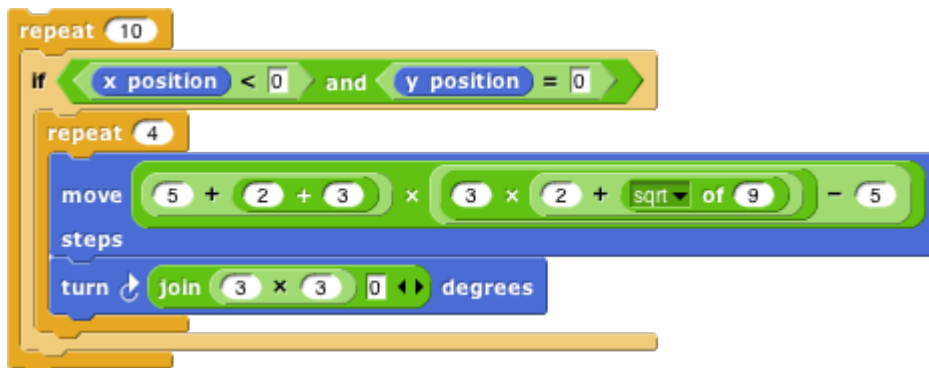 repeat 10
if x position < 0 and y position = 0
repeat 4
move 5 + 2 + 3 × 3 × 2 + sqrt of 9 - 5
steps
turn join 3 × 3 0 degrees